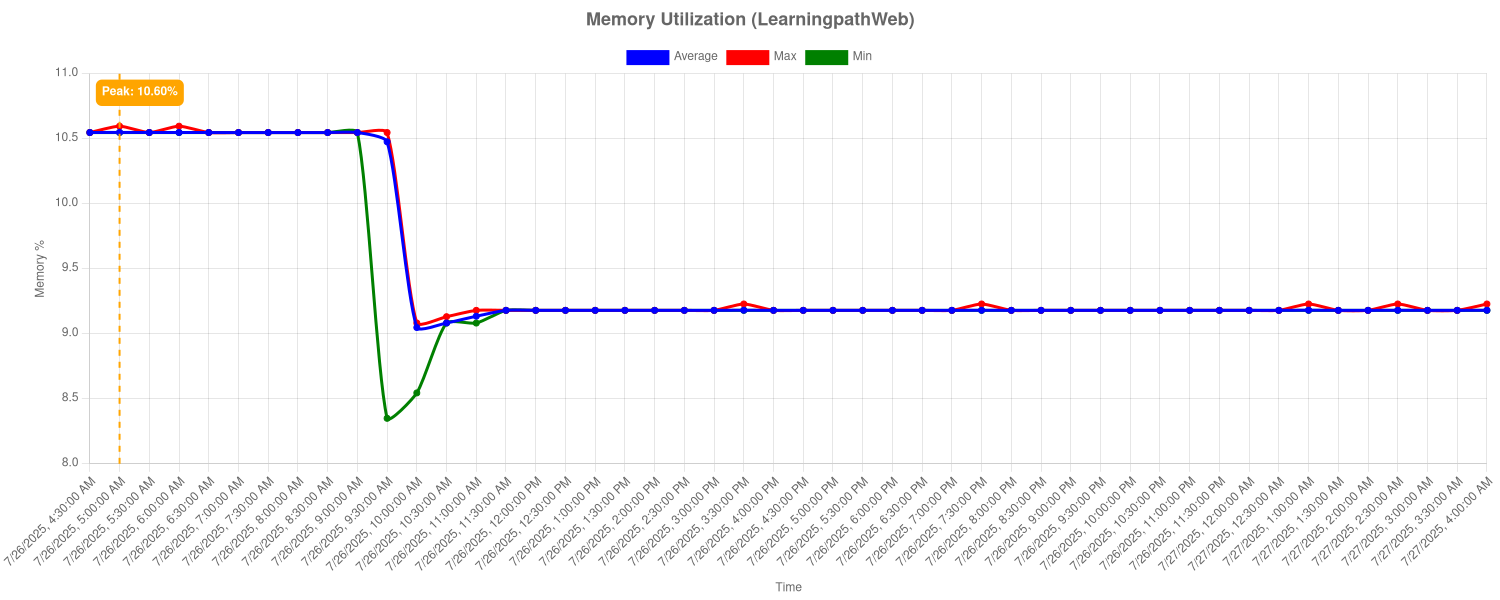 Memory Utilization (LearningpathWeb)
Average Max Min
11.0
Peak: 10.60%
10.5
10.0
9.5
9.0
8.5
8.0
Memory %
7/26/2025, 4:30:00 AM
7/26/2025, 5:00:00 AM
7/26/2025, 5:30:00 AM
7/26/2025, 6:00:00 AM
7/26/2025, 6:30:00 AM
7/26/2025, 7:00:00 AM
7/26/2025, 7:30:00 AM
7/26/2025, 8:00:00 AM
7/26/2025, 8:30:00 AM
7/26/2025, 9:00:00 AM
7/26/2025, 9:30:00 AM
7/26/2025, 10:00:00 AM
7/26/2025, 10:30:00 AM
7/26/2025, 11:00:00 AM
7/26/2025, 11:30:00 AM
7/26/2025, 12:00:00 PM
7/26/2025, 12:30:00 PM
7/26/2025, 1:00:00 PM
7/26/2025, 1:30:00 PM
7/26/2025, 2:00:00 PM
7/26/2025, 2:30:00 PM
7/26/2025, 3:00:00 PM
7/26/2025, 3:30:00 PM
7/26/2025, 4:00:00 PM
7/26/2025, 4:30:00 PM
7/26/2025, 5:00:00 PM
7/26/2025, 5:30:00 PM
7/26/2025, 6:00:00 PM
7/26/2025, 6:30:00 PM
7/26/2025, 7:00:00 PM
7/26/2025, 7:30:00 PM
7/26/2025, 8:00:00 PM
7/26/2025, 8:30:00 PM
7/26/2025, 9:00:00 PM
7/26/2025, 9:30:00 PM
7/26/2025, 10:00:00 PM
7/26/2025, 10:30:00 PM
7/26/2025, 11:00:00 PM
7/26/2025, 11:30:00 PM
7/27/2025, 12:00:00 AM
7/27/2025, 12:30:00 AM
7/27/2025, 1:00:00 AM
7/27/2025, 1:30:00 AM
7/27/2025, 2:00:00 AM
7/27/2025, 2:30:00 AM
7/27/2025, 3:00:00 AM
7/27/2025, 3:30:00 AM
7/27/2025, 4:00:00 AM
Time